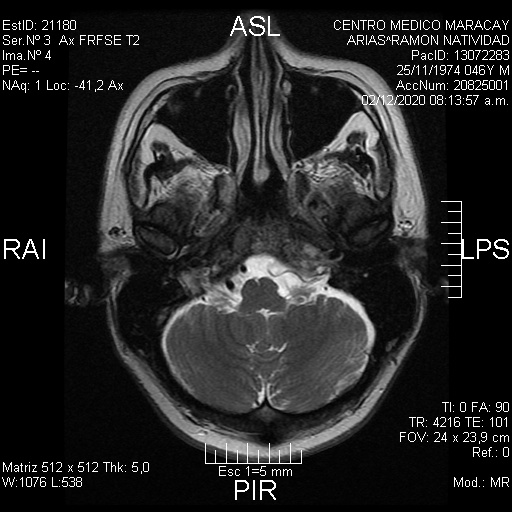 EstID: 21180
Ser.Nº 3 Ax FRFSE T2
Ima.Nº 4
PE= --
NAq: 1 Loc: -41,2 Ax
ASL
CENTRO MEDICO MARACAY
ARIAS^RAMON NATIVIDAD
PacID: 13072283
25/11/1974 046Y M
AccNum: 20825001
02/12/2020 08:13:57 a.m.
RAI
LPS
TI: 0 FA: 90
TR: 4216 TE: 101
FOV: 24 x 23,9 cm
Ref.: 0
Mod.: MR
Matriz 512 x 512 Thk: 5,0
W:1076 L:538
Esc 1=5 mm
PIR